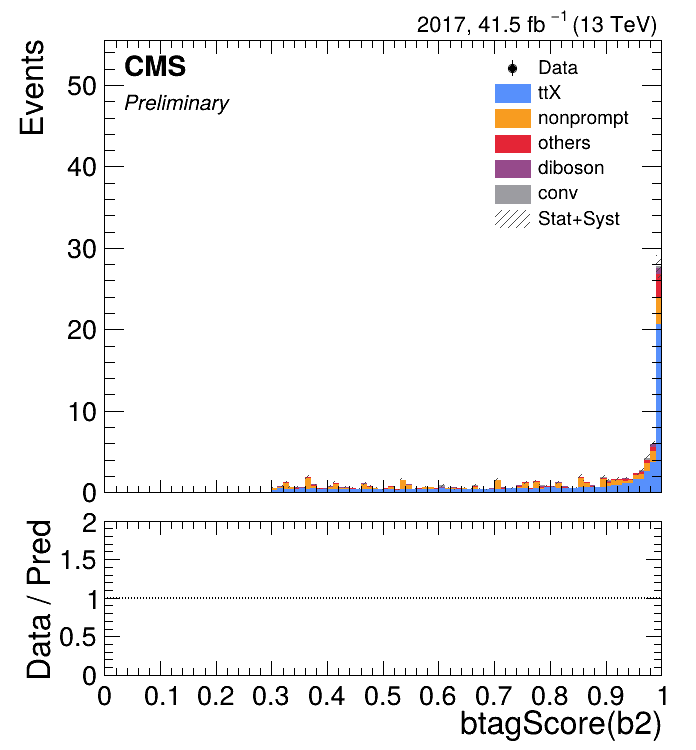 2017, 41.5 fb⁻¹ (13 TeV)
CMS
Preliminary
Events
50
40
30
20
10
0
Data
ttX
nonprompt
others
diboson
conv
Stat+Syst
Data / Pred
2
1.5
1
0.5
0
0 0.1 0.2 0.3 0.4 0.5 0.6 0.7 0.8 0.9 1
btagScore(b2)